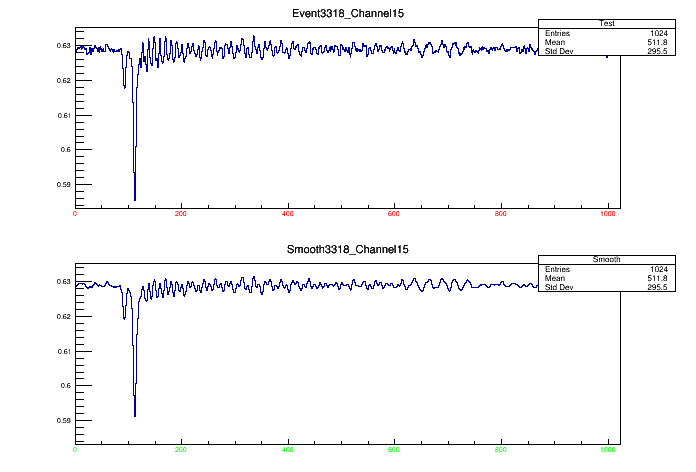 Event3318_Channel15
Test
Entries 1024
Mean 511.8
Std Dev 295.5
0.63
0.62
0.61
0.6
0.59
0 200 400 600 800 1000
Smooth3318_Channel15
Smooth
Entries 1024
Mean 511.8
Std Dev 295.5
0.63
0.62
0.61
0.6
0.59
0 200 400 600 800 1000